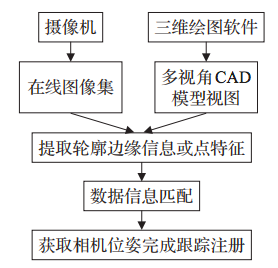 摄像机
三维绘图软件
在线图像集
多视角CAD
模型视图
提取轮廓边缘信息或点特征
数据信息匹配
获取相机位姿完成跟踪注册